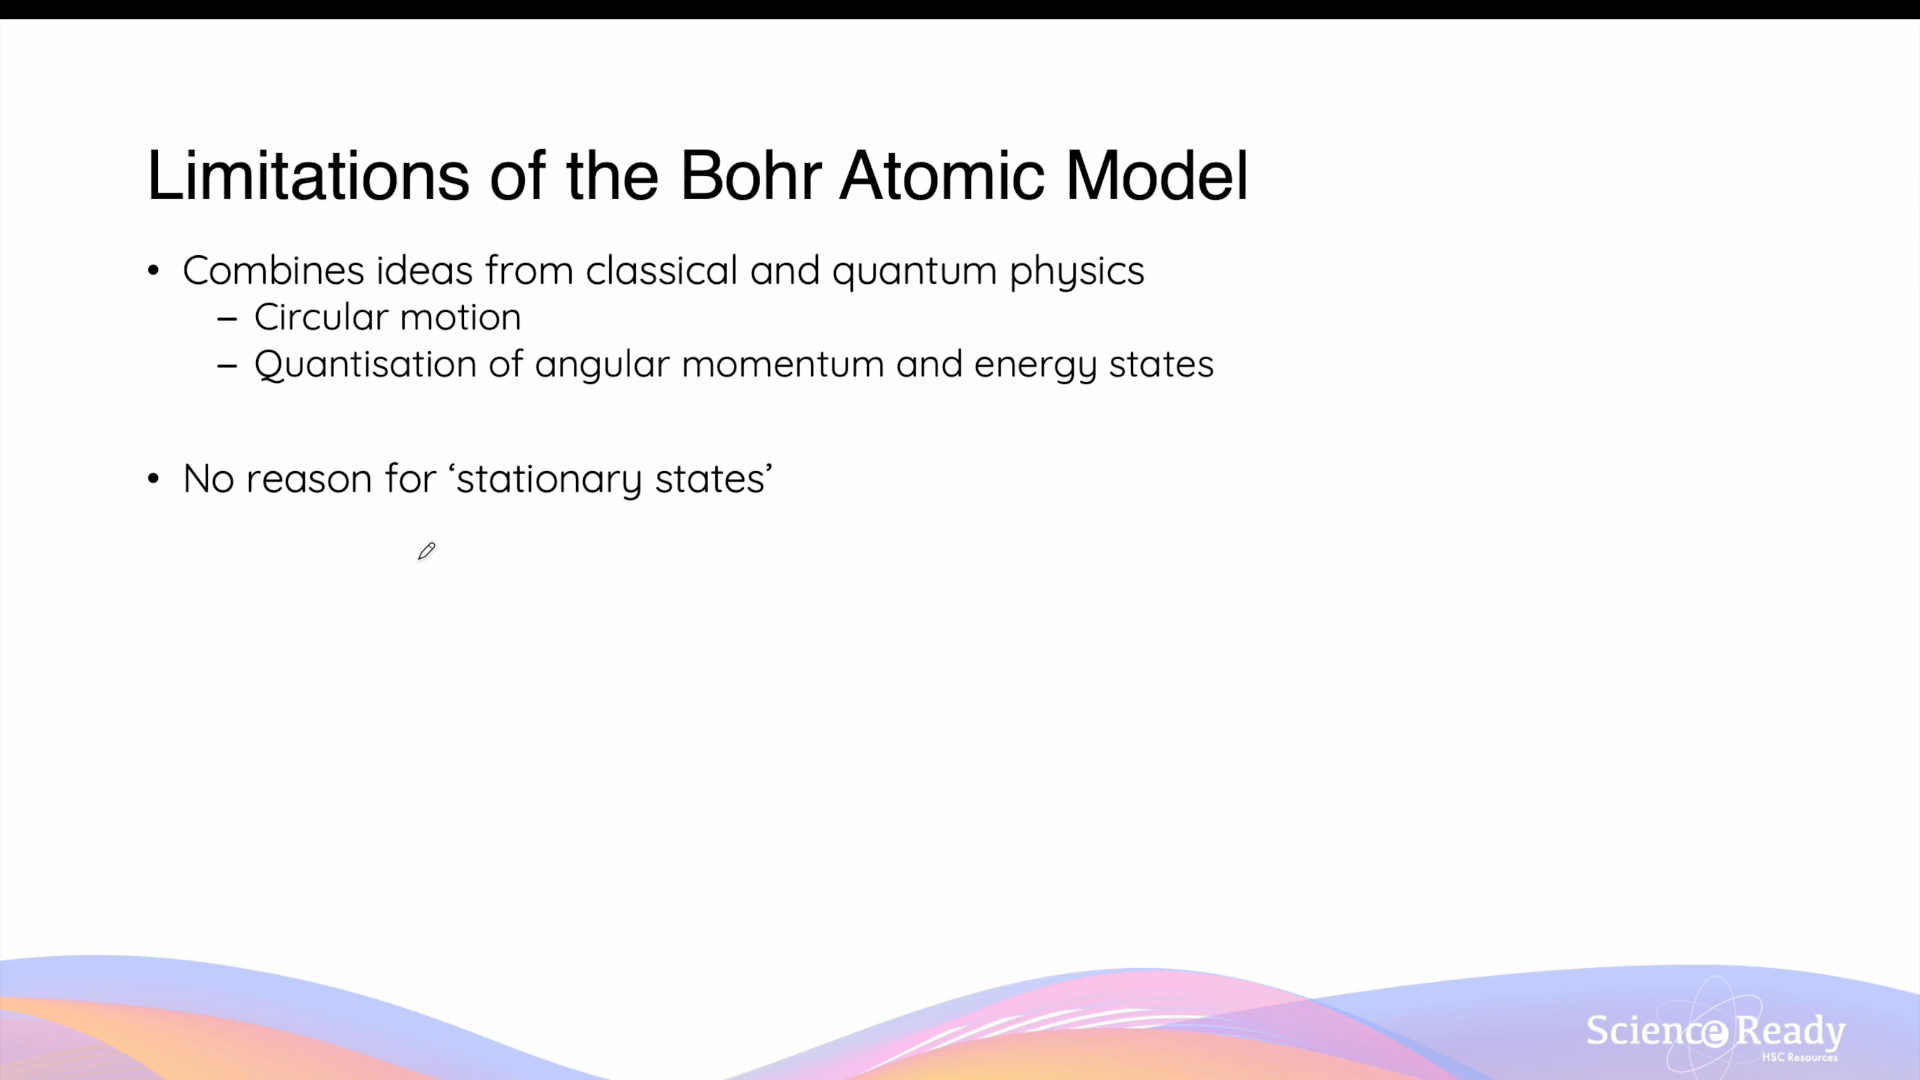 Limitations of the Bohr Atomic Model
• Combines ideas from classical and quantum physics
– Circular motion
– Quantisation of angular momentum and energy states
• No reason for ‘stationary states’
Science Ready
HSC Resources